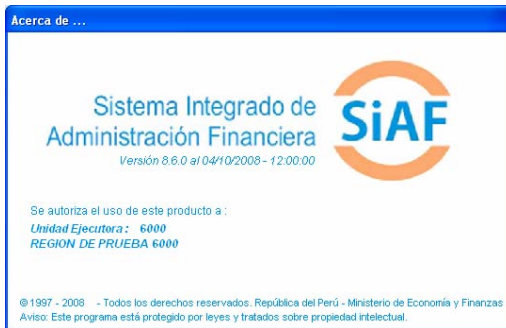 Acerca de ...
Sistema Integrado de
Administración Financiera
SiAF
Versión 8.6.0 al 04/10/2008 - 12:00:00
Se autoriza el uso de este producto a :
Unidad Ejecutora : 6000
REGION DE PRUEBA 6000
©1997 - 2008 - Todos los derechos reservados. República del Perú - Ministerio de Economía y Finanzas
Aviso: Este programa está protegido por leyes y tratados sobre propiedad intelectual.